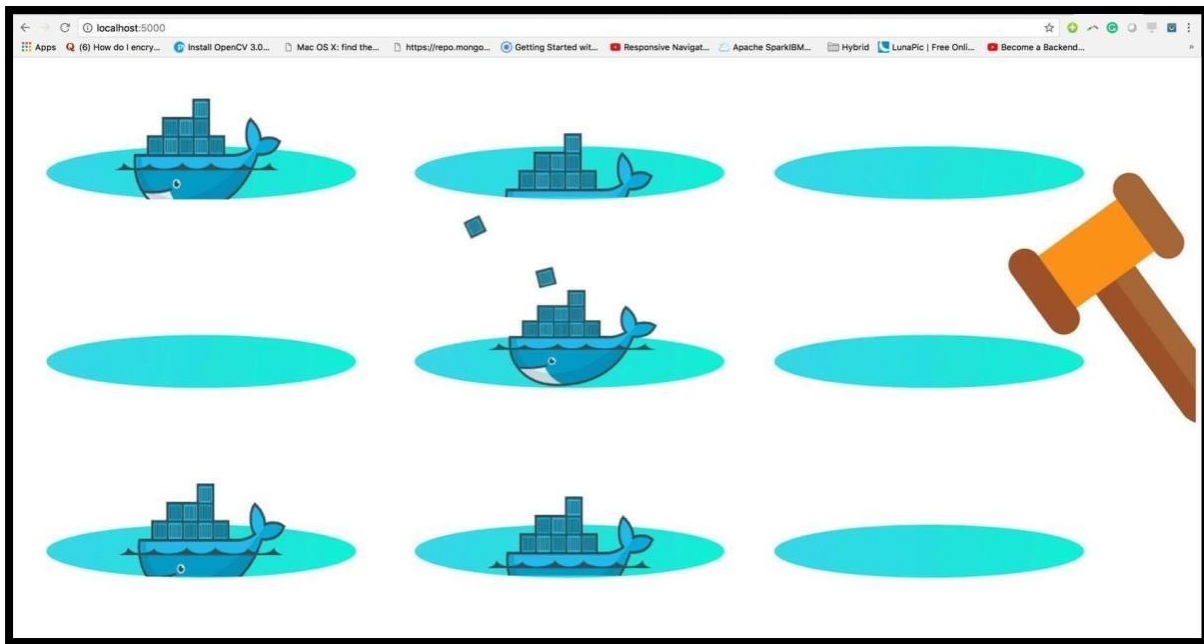 localhost:5000
Apps (6) How do I encry... Install OpenCV 3.0... Mac OS X: find the... https://repo.mongo... Getting Started wit... Responsive Navigat... Apache SparkIBM... Hybrid LunaPic | Free Onli... Become a Backend... »